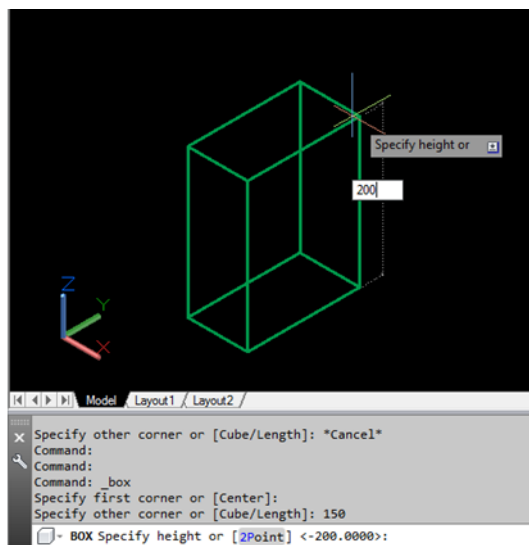 Specify height or
200
Z
Y
X
Model Layout1 Layout2
Specify other corner or [Cube/Length]: *Cancel*
Command:
Command:
Command: _box
Specify first corner or [Center]:
Specify other corner or [Cube/Length]: 150
BOX Specify height or [2Point] <-200.0000>: